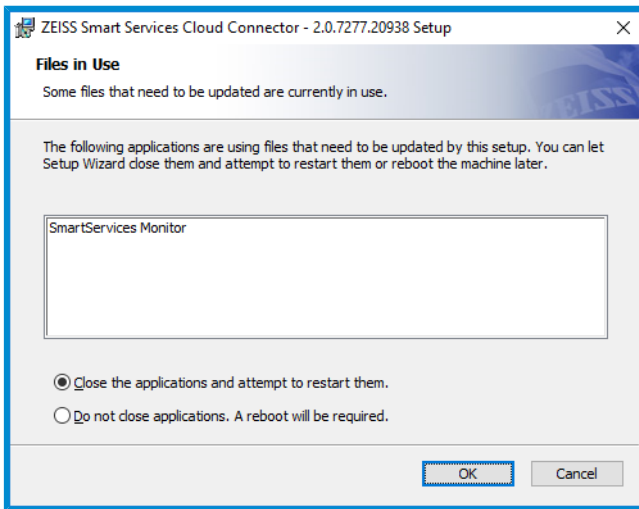 ZEISS Smart Services Cloud Connector - 2.0.7277.20938 Setup
Files in Use
Some files that need to be updated are currently in use.
ZEISS
The following applications are using files that need to be updated by this setup. You can let
Setup Wizard close them and attempt to restart them or reboot the machine later.
SmartServices Monitor
Close the applications and attempt to restart them.
Do not close applications. A reboot will be required.
OK Cancel